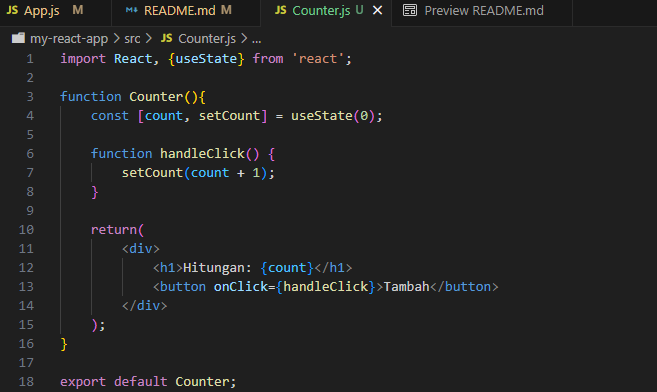 JS App.js M README.md M JS Counter.js U × Preview README.md
my-react-app > src > JS Counter.js > ...
1 import React, {useState} from 'react';
2
3 function Counter(){
4     const [count, setCount] = useState(0);
5
6     function handleClick() {
7         setCount(count + 1);
8     }
9
10     return(
11         <div>
12             <h1>Hitungan: {count}</h1>
13             <button onClick={handleClick}>Tambah</button>
14         </div>
15     );
16 }
17
18 export default Counter;